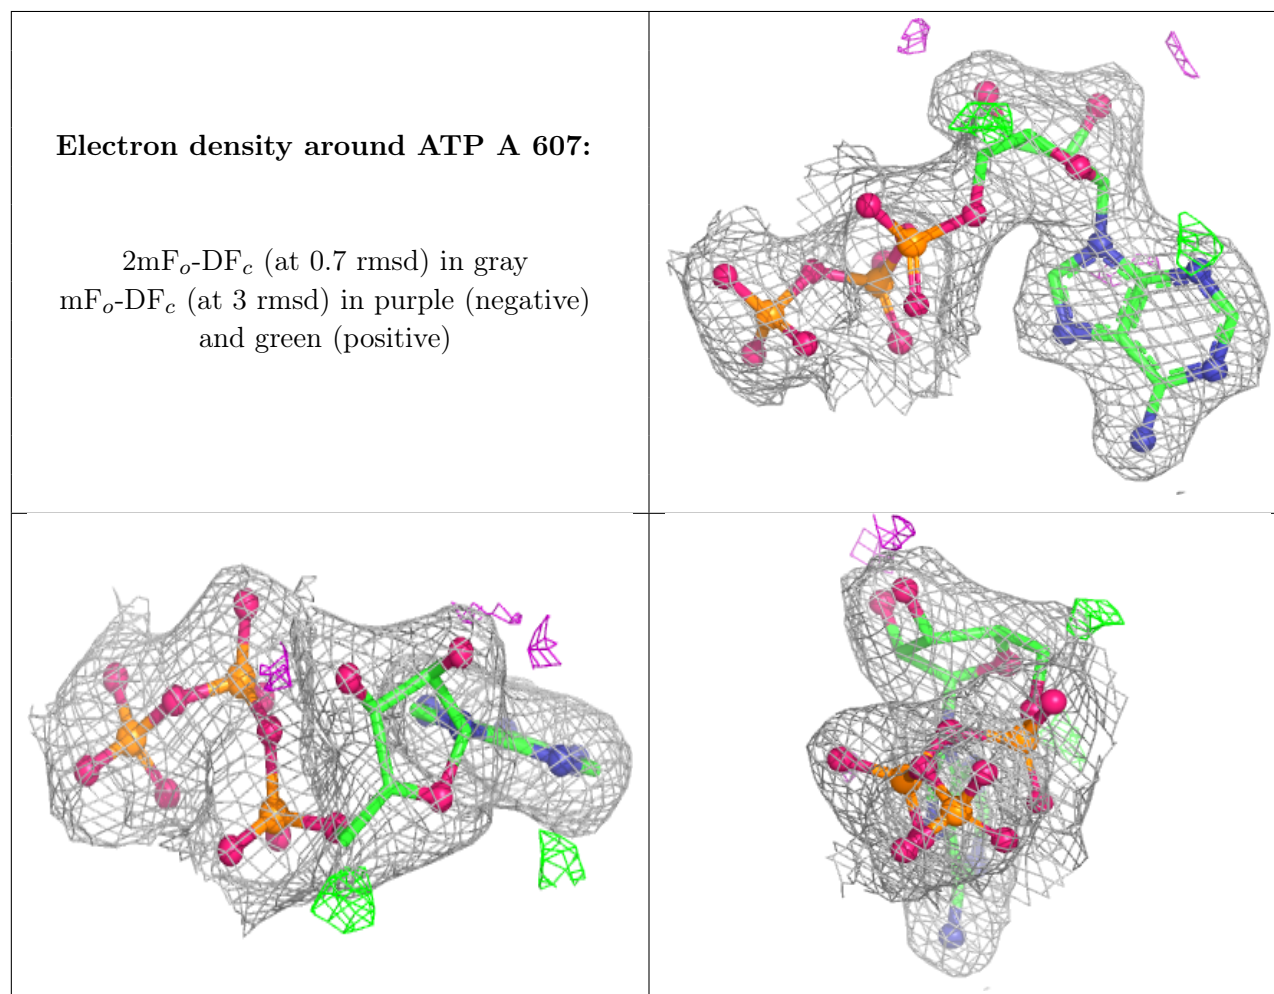 Electron density around ATP A 607:
2mFo-DFc (at 0.7 rmsd) in gray
mFo-DFc (at 3 rmsd) in purple (negative)
and green (positive)